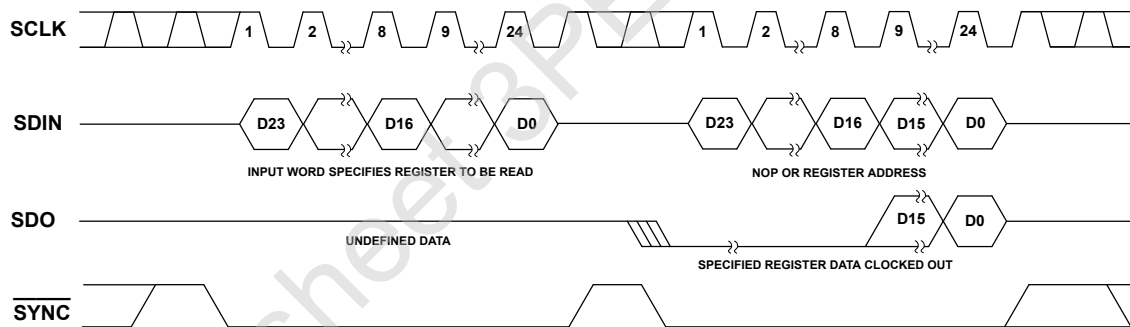 SCLK 1 2 8 9 24 1 2 8 9 24
SDIN D23 D16 D0 D23 D16 D15 D0
INPUT WORD SPECIFIES REGISTER TO BE READ NOP OR REGISTER ADDRESS
SDO D15 D0
UNDEFINED DATA
SPECIFIED REGISTER DATA CLOCKED OUT
SYNC
sheet 3PE